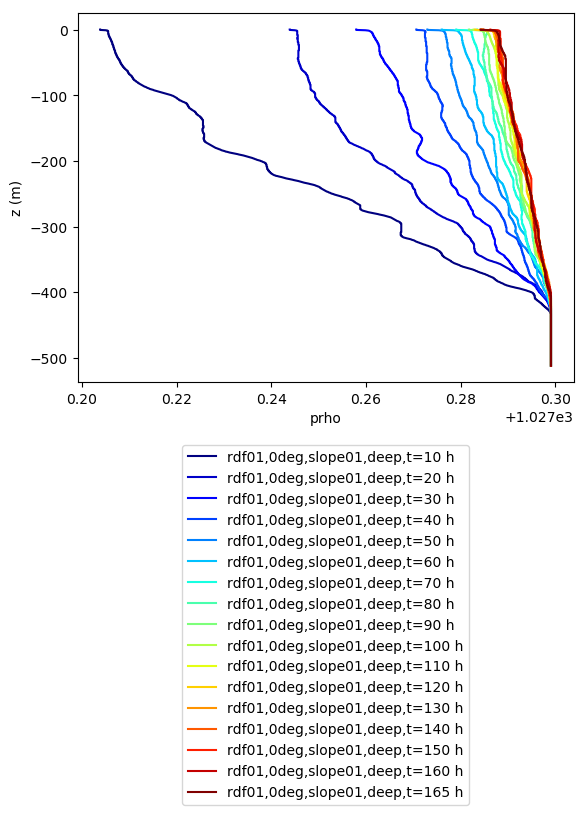 0
−100
−200
−300
−400
−500
z (m)
0.20 0.22 0.24 0.26 0.28 0.30
prho
+1.027e3
rdf01,0deg,slope01,deep,t=10 h
rdf01,0deg,slope01,deep,t=20 h
rdf01,0deg,slope01,deep,t=30 h
rdf01,0deg,slope01,deep,t=40 h
rdf01,0deg,slope01,deep,t=50 h
rdf01,0deg,slope01,deep,t=60 h
rdf01,0deg,slope01,deep,t=70 h
rdf01,0deg,slope01,deep,t=80 h
rdf01,0deg,slope01,deep,t=90 h
rdf01,0deg,slope01,deep,t=100 h
rdf01,0deg,slope01,deep,t=110 h
rdf01,0deg,slope01,deep,t=120 h
rdf01,0deg,slope01,deep,t=130 h
rdf01,0deg,slope01,deep,t=140 h
rdf01,0deg,slope01,deep,t=150 h
rdf01,0deg,slope01,deep,t=160 h
rdf01,0deg,slope01,deep,t=165 h